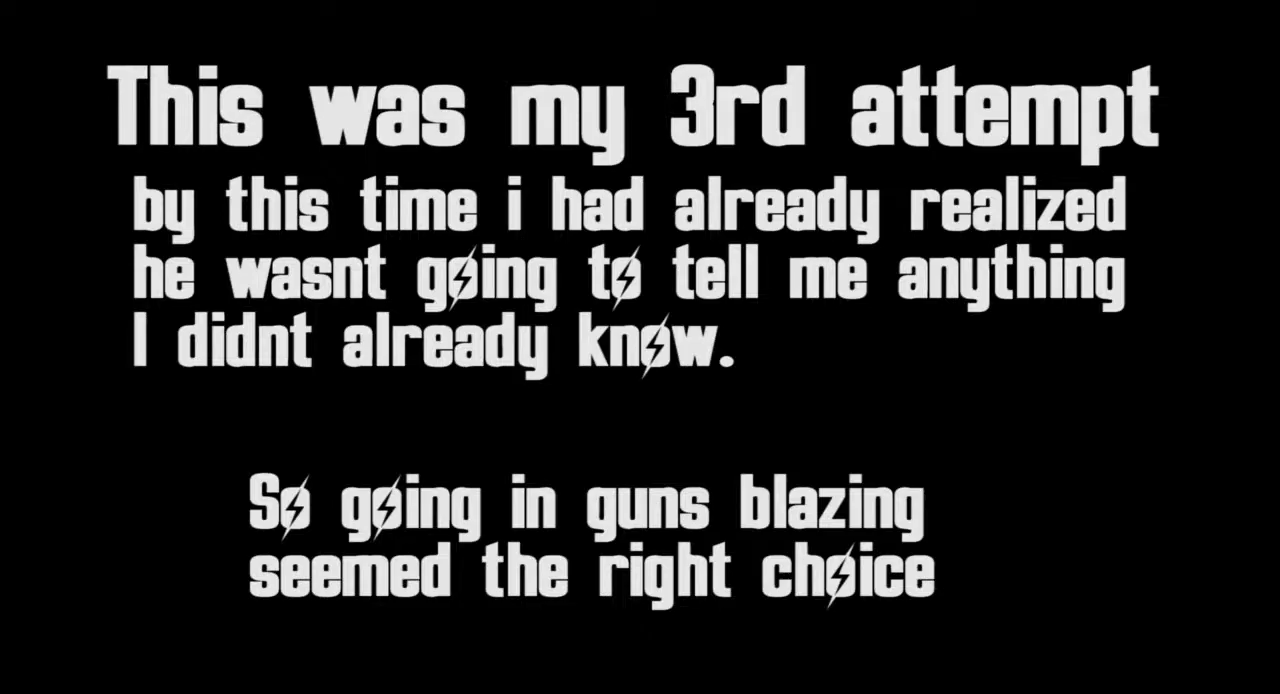 This was my 3rd attempt
by this time i had already realized
he wasnt going to tell me anything
I didnt already know.
So going in guns blazing
seemed the right choice